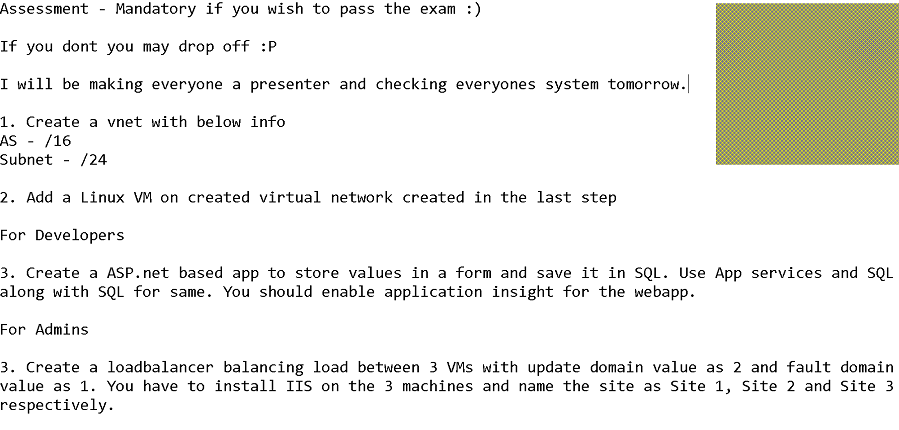 Assessment - Mandatory if you wish to pass the exam :)
If you dont you may drop off :P
I will be making everyone a presenter and checking everyones system tomorrow.
1. Create a vnet with below info
AS - /16
Subnet - /24
2. Add a Linux VM on created virtual network created in the last step
For Developers
3. Create a ASP.net based app to store values in a form and save it in SQL. Use App services and SQL
along with SQL for same. You should enable application insight for the webapp.
For Admins
3. Create a loadbalancer balancing load between 3 VMs with update domain value as 2 and fault domain
value as 1. You have to install IIS on the 3 machines and name the site as Site 1, Site 2 and Site 3
respectively.